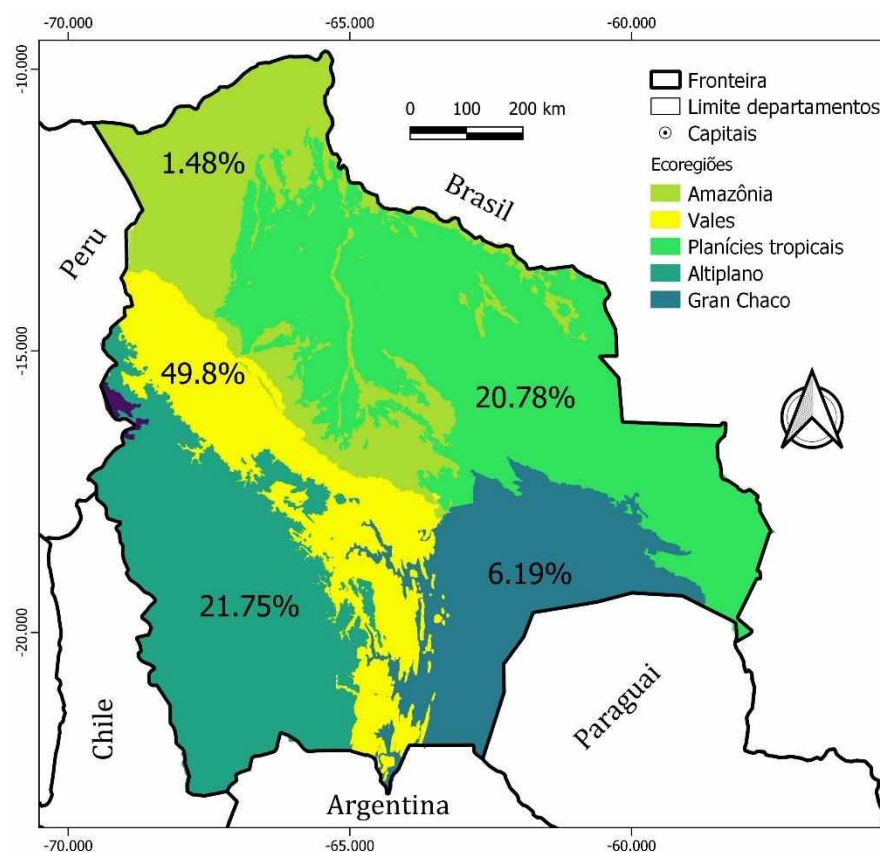 -70.000
-65.000
-60.000
-10.000
-15.000
-20.000
0 100 200 km
Fronteira
Limite departamentos
Capitais
Ecoregiões
Amazônia
Vales
Planícies tropicais
Altiplano
Gran Chaco
1.48%
Brasil
Peru
49.8%
20.78%
6.19%
21.75%
Chile
Paraguai
Argentina
-70.000
-65.000
-60.000